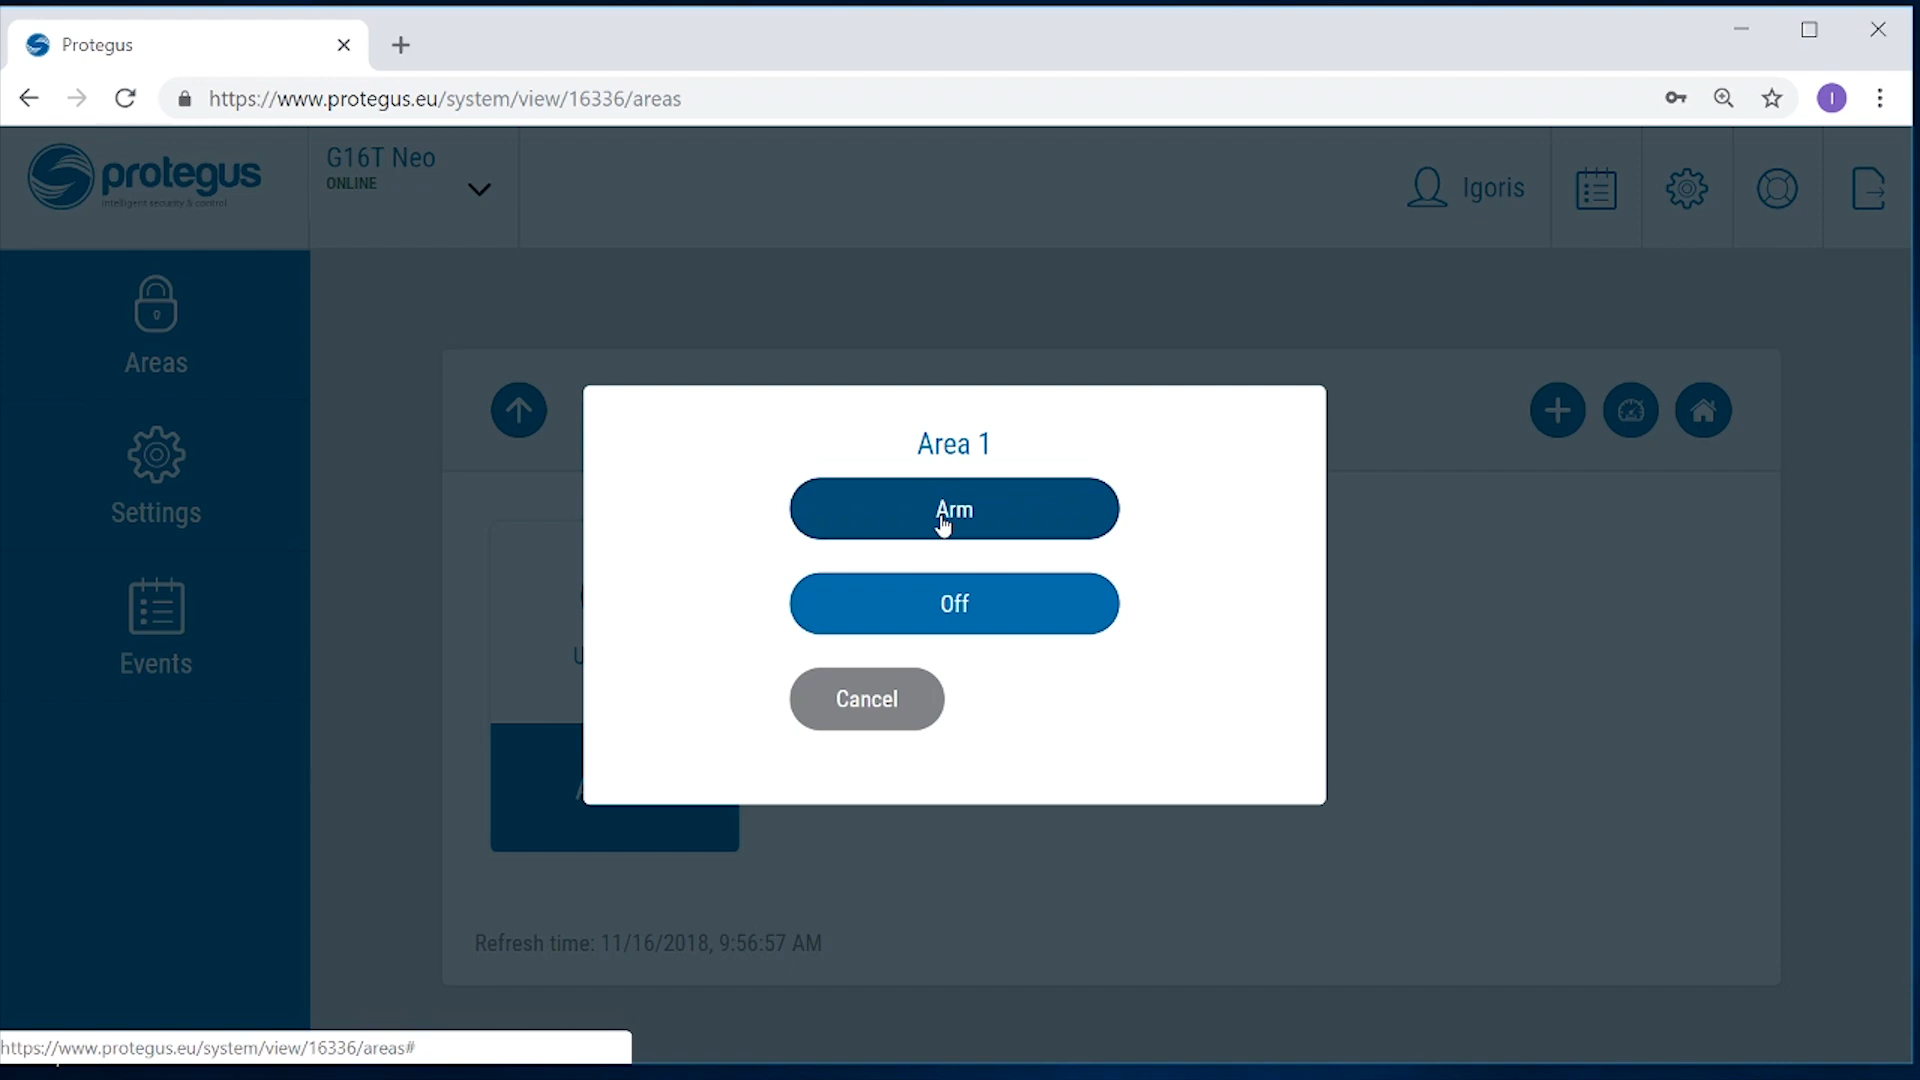 Protegus
https://www.protegus.eu/system/view/16336/areas
protegus
intelligent security & control
G16T Neo
ONLINE
Igoris
I
Areas
Settings
Events
Area 1
Arm
Off
Cancel
Refresh time: 11/16/2018, 9:56:57 AM
https://www.protegus.eu/system/view/16336/areas#